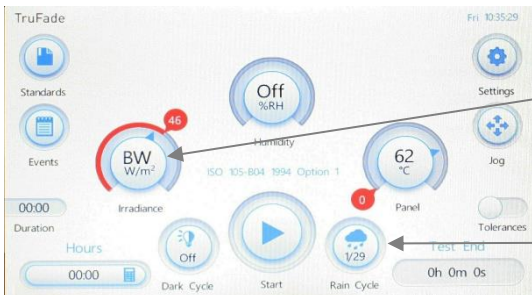 TruFade
Fri 10:35:29
Standards
Off
%RH
Humidity
Settings
46
Events
BW
W/m²
62
°C
Jog
ISO 105-B04 1994 Option 1
00:00
Duration
Irradiance
0
Panel
Tolerances
Hours
00:00
Off
Dark Cycle
Start
1/29
Rain Cycle
Test End
0h 0m 0s